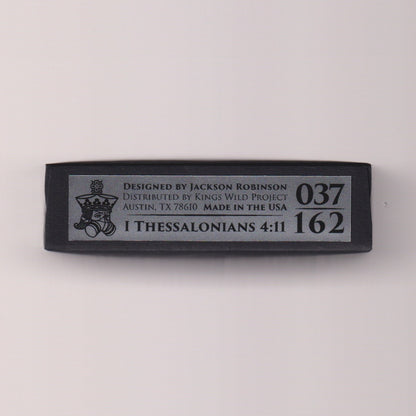 Designed by Jackson Robinson
Distributed by Kings Wild Project
Austin, TX 78610 Made in the USA
I Thessalonians 4:11
037
162